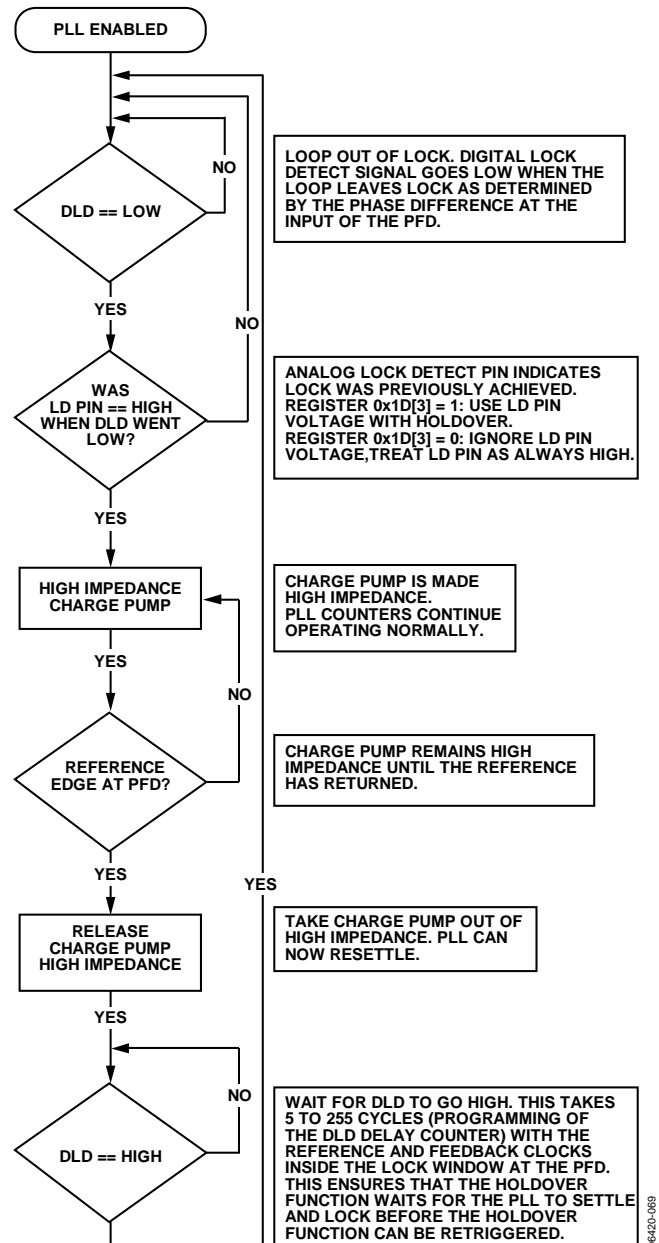 PLL ENABLED
NO
DLD == LOW
LOOP OUT OF LOCK. DIGITAL LOCK
DETECT SIGNAL GOES LOW WHEN THE
LOOP LEAVES LOCK AS DETERMINED
BY THE PHASE DIFFERENCE AT THE
INPUT OF THE PFD.
YES
NO
WAS
LD PIN == HIGH
WHEN DLD WENT
LOW?
ANALOG LOCK DETECT PIN INDICATES
LOCK WAS PREVIOUSLY ACHIEVED.
REGISTER 0x1D[3] = 1: USE LD PIN
VOLTAGE WITH HOLDOVER.
REGISTER 0x1D[3] = 0: IGNORE LD PIN
VOLTAGE,TREAT LD PIN AS ALWAYS HIGH.
YES
HIGH IMPEDANCE
CHARGE PUMP
CHARGE PUMP IS MADE
HIGH IMPEDANCE.
PLL COUNTERS CONTINUE
OPERATING NORMALLY.
YES
NO
REFERENCE
EDGE AT PFD?
CHARGE PUMP REMAINS HIGH
IMPEDANCE UNTIL THE REFERENCE
HAS RETURNED.
YES
YES
RELEASE
CHARGE PUMP
HIGH IMPEDANCE
TAKE CHARGE PUMP OUT OF
HIGH IMPEDANCE. PLL CAN
NOW RESETTLE.
YES
NO
DLD == HIGH
WAIT FOR DLD TO GO HIGH. THIS TAKES
5 TO 255 CYCLES (PROGRAMMING OF
THE DLD DELAY COUNTER) WITH THE
REFERENCE AND FEEDBACK CLOCKS
INSIDE THE LOCK WINDOW AT THE PFD.
THIS ENSURES THAT THE HOLDOVER
FUNCTION WAITS FOR THE PLL TO SETTLE
AND LOCK BEFORE THE HOLDOVER
FUNCTION CAN BE RETRIGGERED.
06420-069